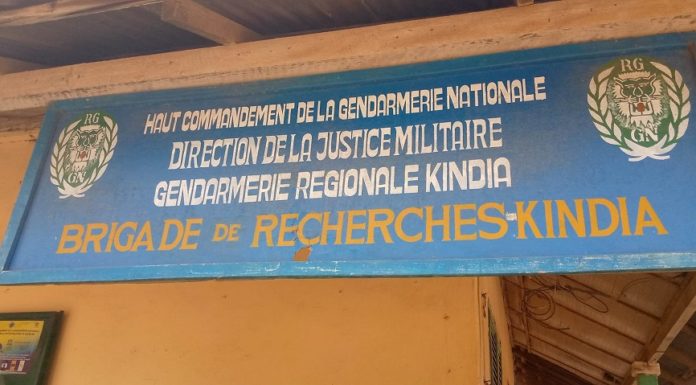 HAUT COMMANDEMENT DE LA GENDARMERIE NATIONALE
DIRECTION DE LA JUSTICE MILITAIRE
GENDARMERIE REGIONALE KINDIA
BRIGADE DE RECHERCHES-KINDIA
RG
GN
RG
GN